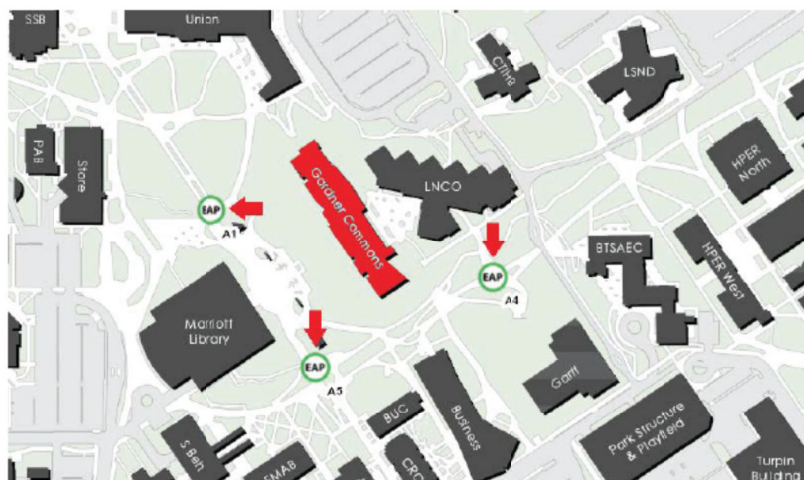 SSB
Union
CTIHB
LSND
PAB
Store
Gardner Commons
LNCO
HPER
North
EAP
A1
BTSAEC
HPER West
EAP
A4
Marriott
Library
EAP
A5
Garff
BUC
Business
S Beh
FMAB
CRC
Park Structure
& Playfield
Turpin
Building